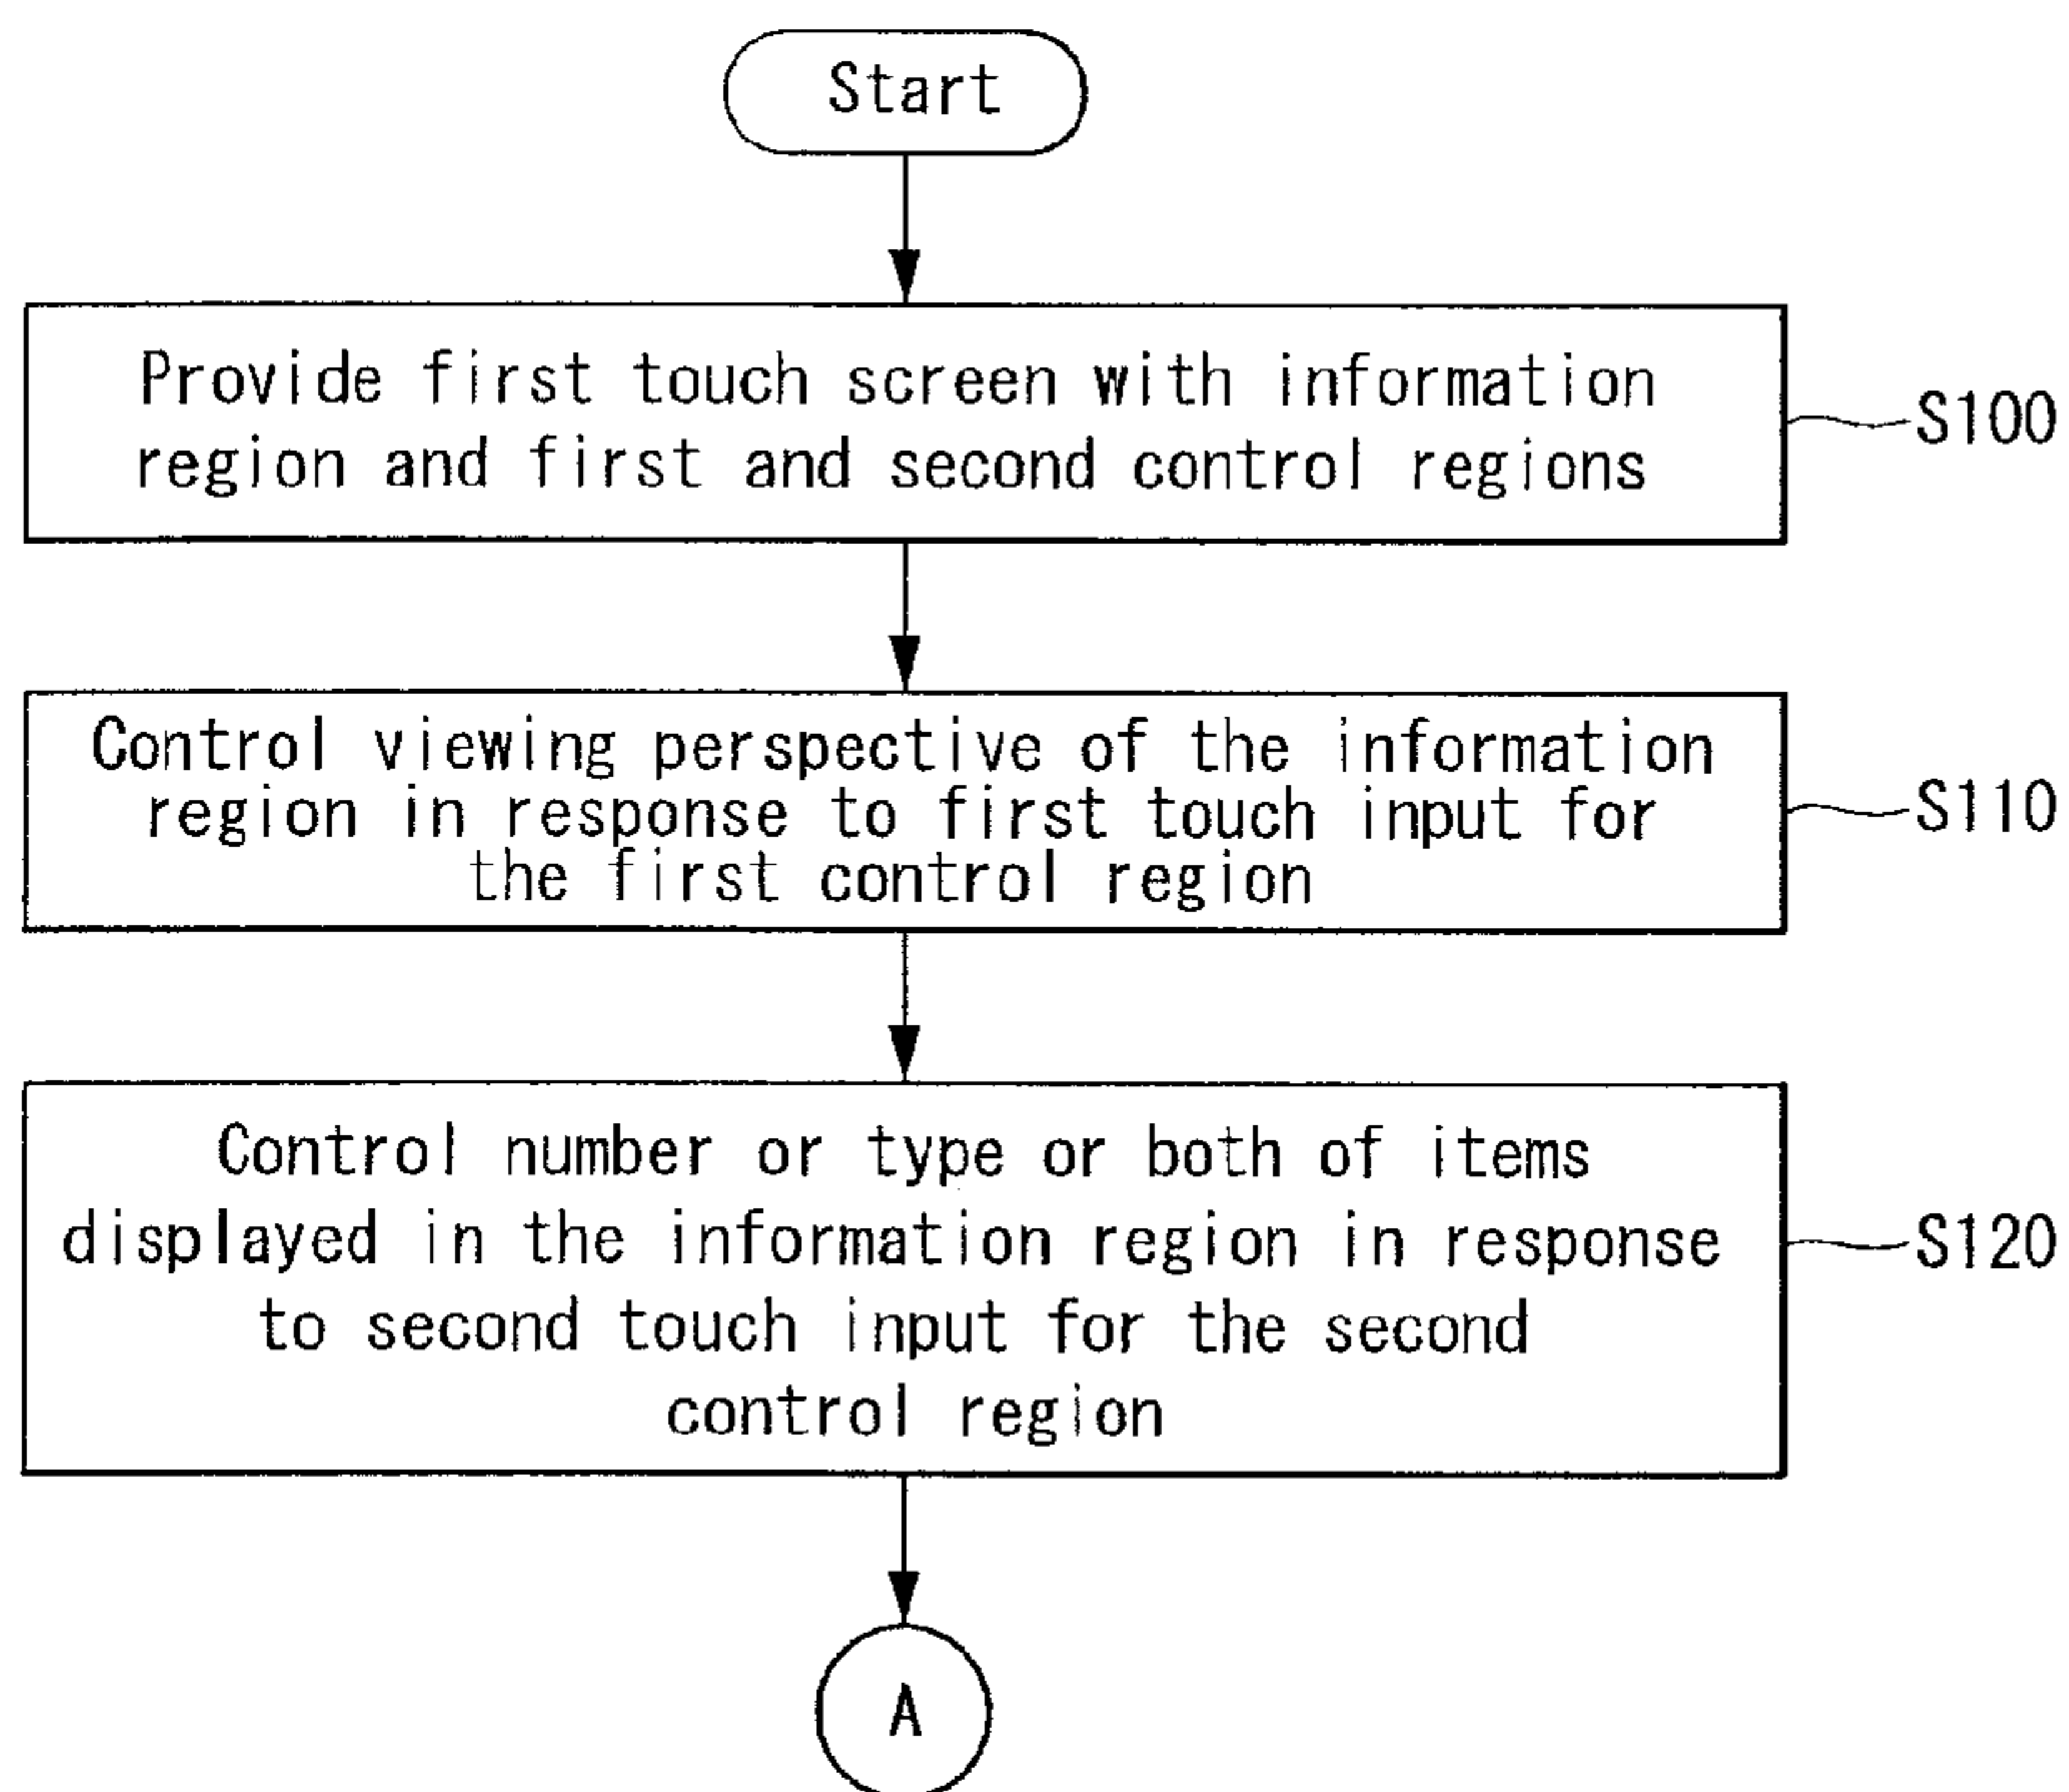 Start
Provide first touch screen with information
region and first and second control regions
S100
Control viewing perspective of the information
region in response to first touch input for
the first control region
S110
Control number or type or both of items
displayed in the information region in response
to second touch input for the second
control region
S120
A